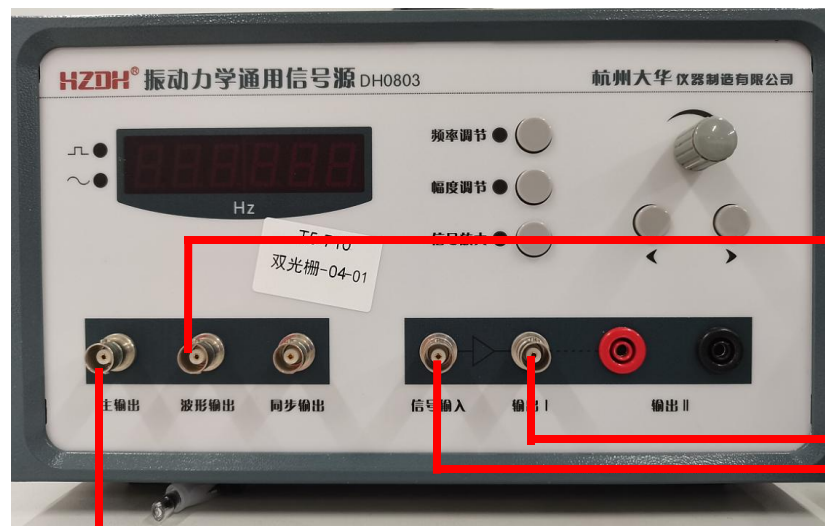 HZDH® 振动力学通用信号源 DH0803
杭州大华 仪器制造有限公司
频率调节
幅度调节
Hz
双光栅-04-01
< >
主输出 波形输出 同步输出
信号输入 输出 I 输出 II